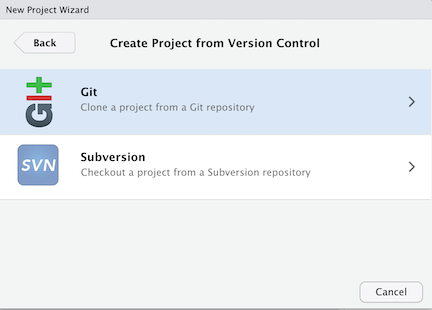 New Project Wizard
Back
Create Project from Version Control
Git
Git
Clone a project from a Git repository
SVN
Subversion
Checkout a project from a Subversion repository
Cancel